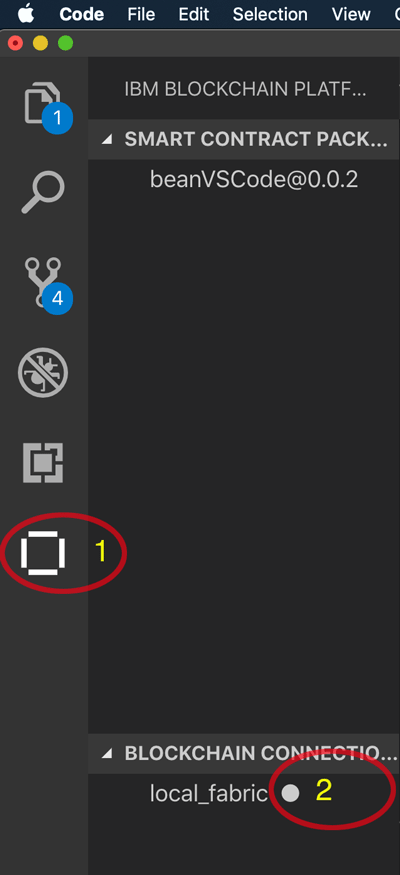 Code File Edit Selection View
IBM BLOCKCHAIN PLATF...
1
SMART CONTRACT PACK...
beanVSCode@0.0.2
4
1
BLOCKCHAIN CONNECTIO...
local_fabric 2